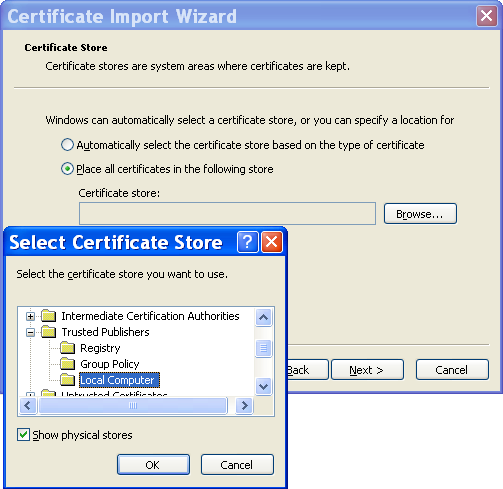 Certificate Import Wizard
Certificate Store
Certificate stores are system areas where certificates are kept.
Windows can automatically select a certificate store, or you can specify a location for
Automatically select the certificate store based on the type of certificate
Place all certificates in the following store
Certificate store:
Browse...
Select Certificate Store
Select the certificate store you want to use.
Intermediate Certification Authorities
Trusted Publishers
Registry
Group Policy
Local Computer
Untrusted Certificates
Show physical stores
OK
Cancel
Back
Next >
Cancel